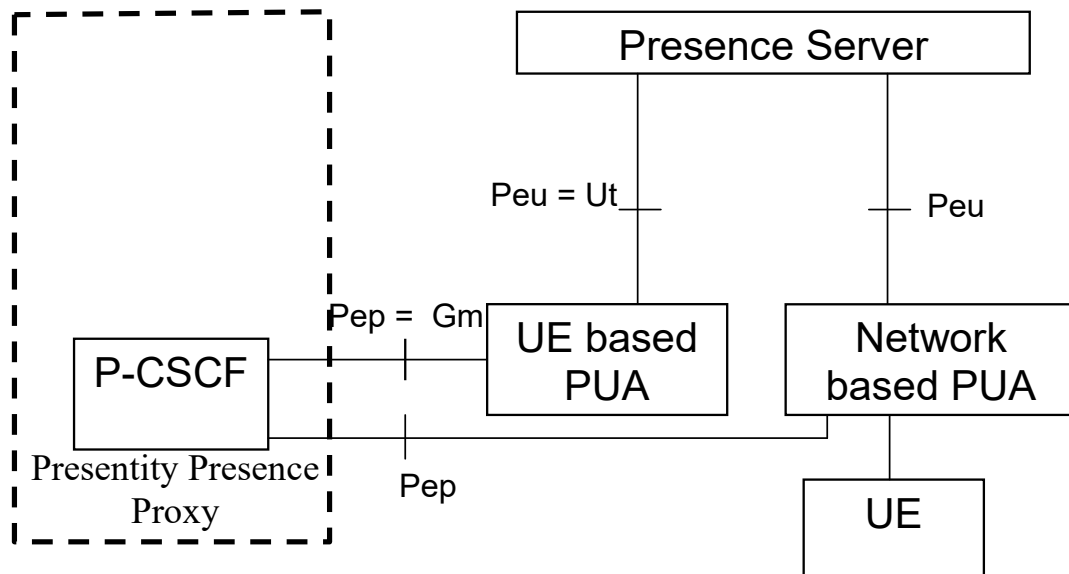 Presence Server
Peu = Ut
Peu
Pep = Gm
UE based
PUA
Network
based PUA
P-CSCF
Presentity Presence
Proxy
Pep
UE